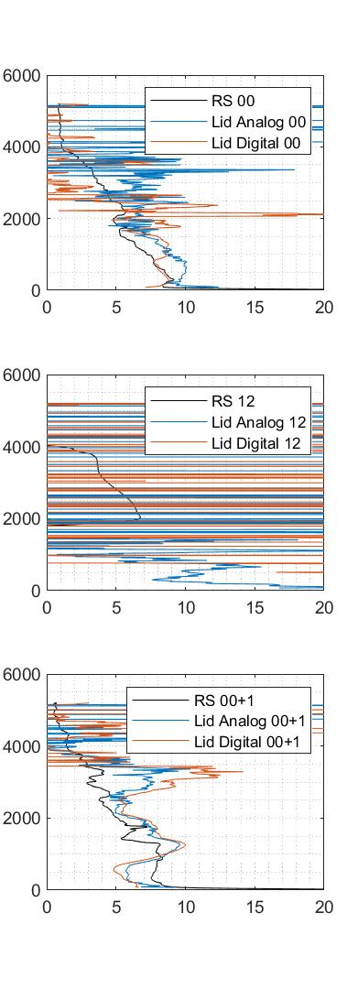 6000
RS 00
Lid Analog 00
Lid Digital 00
4000
2000
0
0 5 10 15 20
6000
RS 12
Lid Analog 12
Lid Digital 12
4000
2000
0
0 5 10 15 20
6000
RS 00+1
Lid Analog 00+1
Lid Digital 00+1
4000
2000
0
0 5 10 15 20